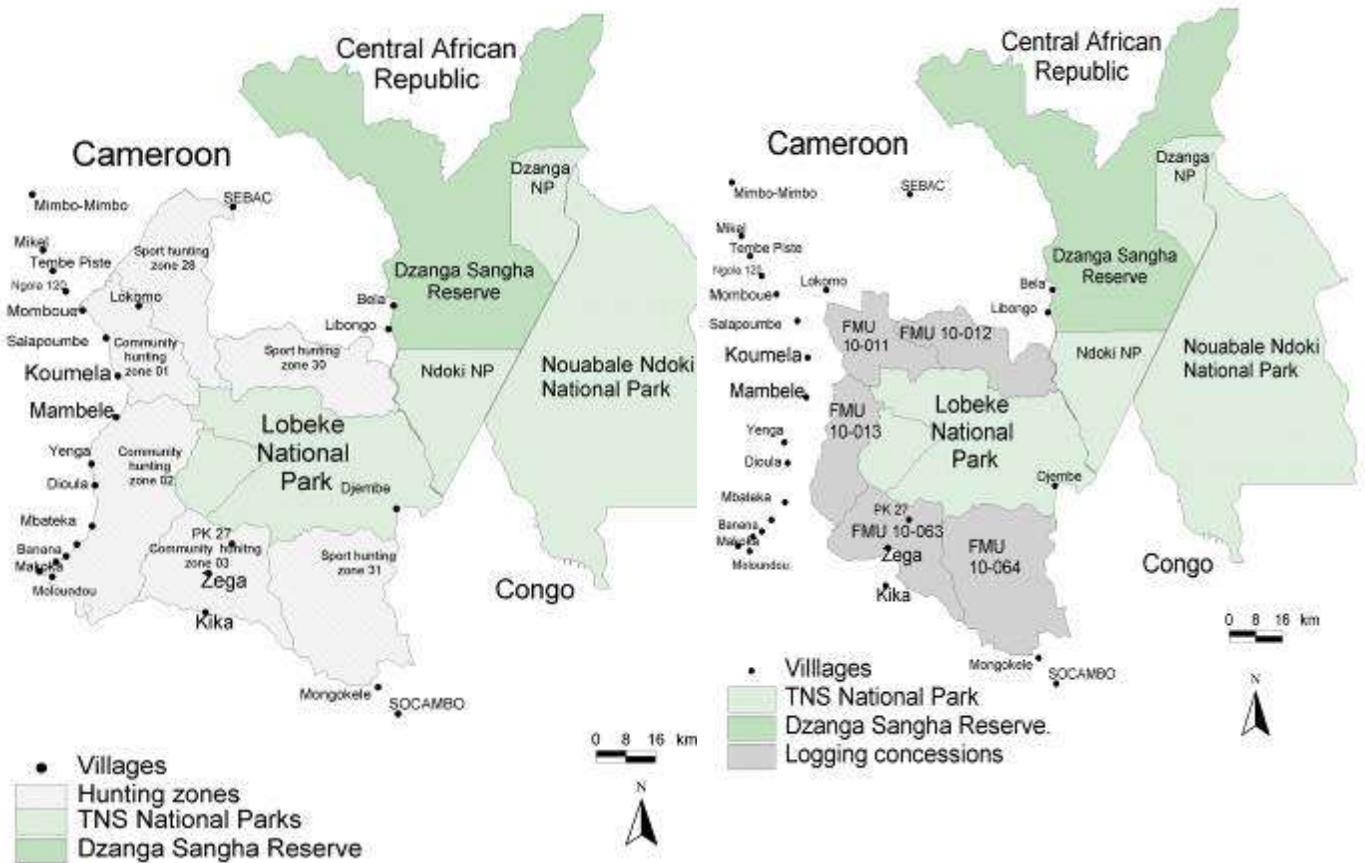 Central African
Republic
Cameroon
Dzanga
NP
SEBAC
Mimbo-Mimbo
Sport hunting
zone 28
Mikel
Tembe Piste
Ngola 120
Dzanga Sangha
Reserve
Lokomo
Bela
Momboue
Libongo
Salapoumbe
Community
hunting
zone 01
Sport hunting
zone 30
Koumela
Ndoki NP
Nouabale Ndoki
National Park
Mambele
Lobeke
National
Park
Yenga
Community
hunting
zone 02
Dioula
Djembe
Mbateka
PK 27
Community hunitng
zone 03
Banana
Sport hunting
zone 31
Makoka
Zega
Moloundou
Congo
Kika
Mongokele
SOCAMBO
0 8 16 km
N
Villages
Hunting zones
TNS National Parks
Dzanga Sangha Reserve
Central African
Republic
Cameroon
Dzanga
NP
Mimbo-Mimbo
SEBAC
Mikel
Tembe Piste
Dzanga Sangha
Reserve
Ngola 120
Lokomo
Bela
Momboue
Libongo
Salapoumbe
FMU
10-011
FMU 10-012
Koumela
Ndoki NP
Nouabale Ndoki
National Park
Mambele
Lobeke
National
Park
FMU
10-013
Yenga
Dioula
Djembe
Mbateka
PK 27
Banana
FMU 10-063
Makoka
Zega
FMU
10-064
Moloundou
Congo
Kika
0 8 16 km
Mongokele
SOCAMBO
N
Villlages
TNS National Park
Dzanga Sangha Reserve.
Logging concessions